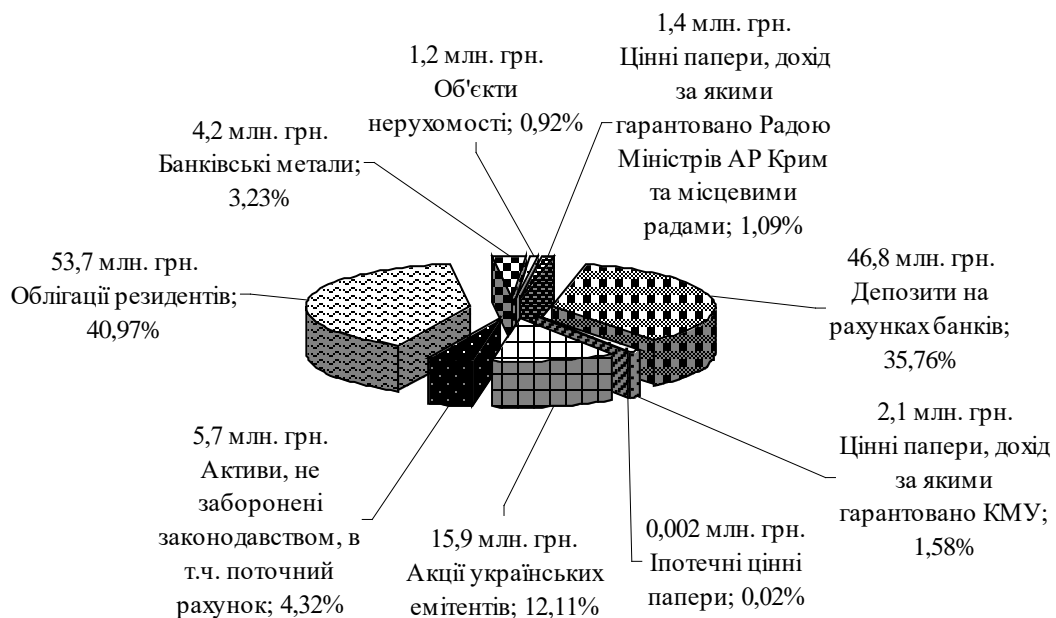 1,4 млн. грн.
Цінні папери, дохід
за якими
гарантовано Радою
Міністрів АР Крим
та місцевими
радами; 1,09%
1,2 млн. грн.
Об'єкти
нерухомості; 0,92%
4,2 млн. грн.
Банківські метали;
3,23%
53,7 млн. грн.
Облігації резидентів;
40,97%
46,8 млн. грн.
Депозити на
рахунках банків;
35,76%
2,1 млн. грн.
Цінні папери, дохід
за якими
гарантовано КМУ;
1,58%
5,7 млн. грн.
Активи, не
заборонені
законодавством, в
т.ч. поточний
рахунок; 4,32%
15,9 млн. грн.
Акції українських
емітентів; 12,11%
0,002 млн. грн.
Іпотечні цінні
папери; 0,02%